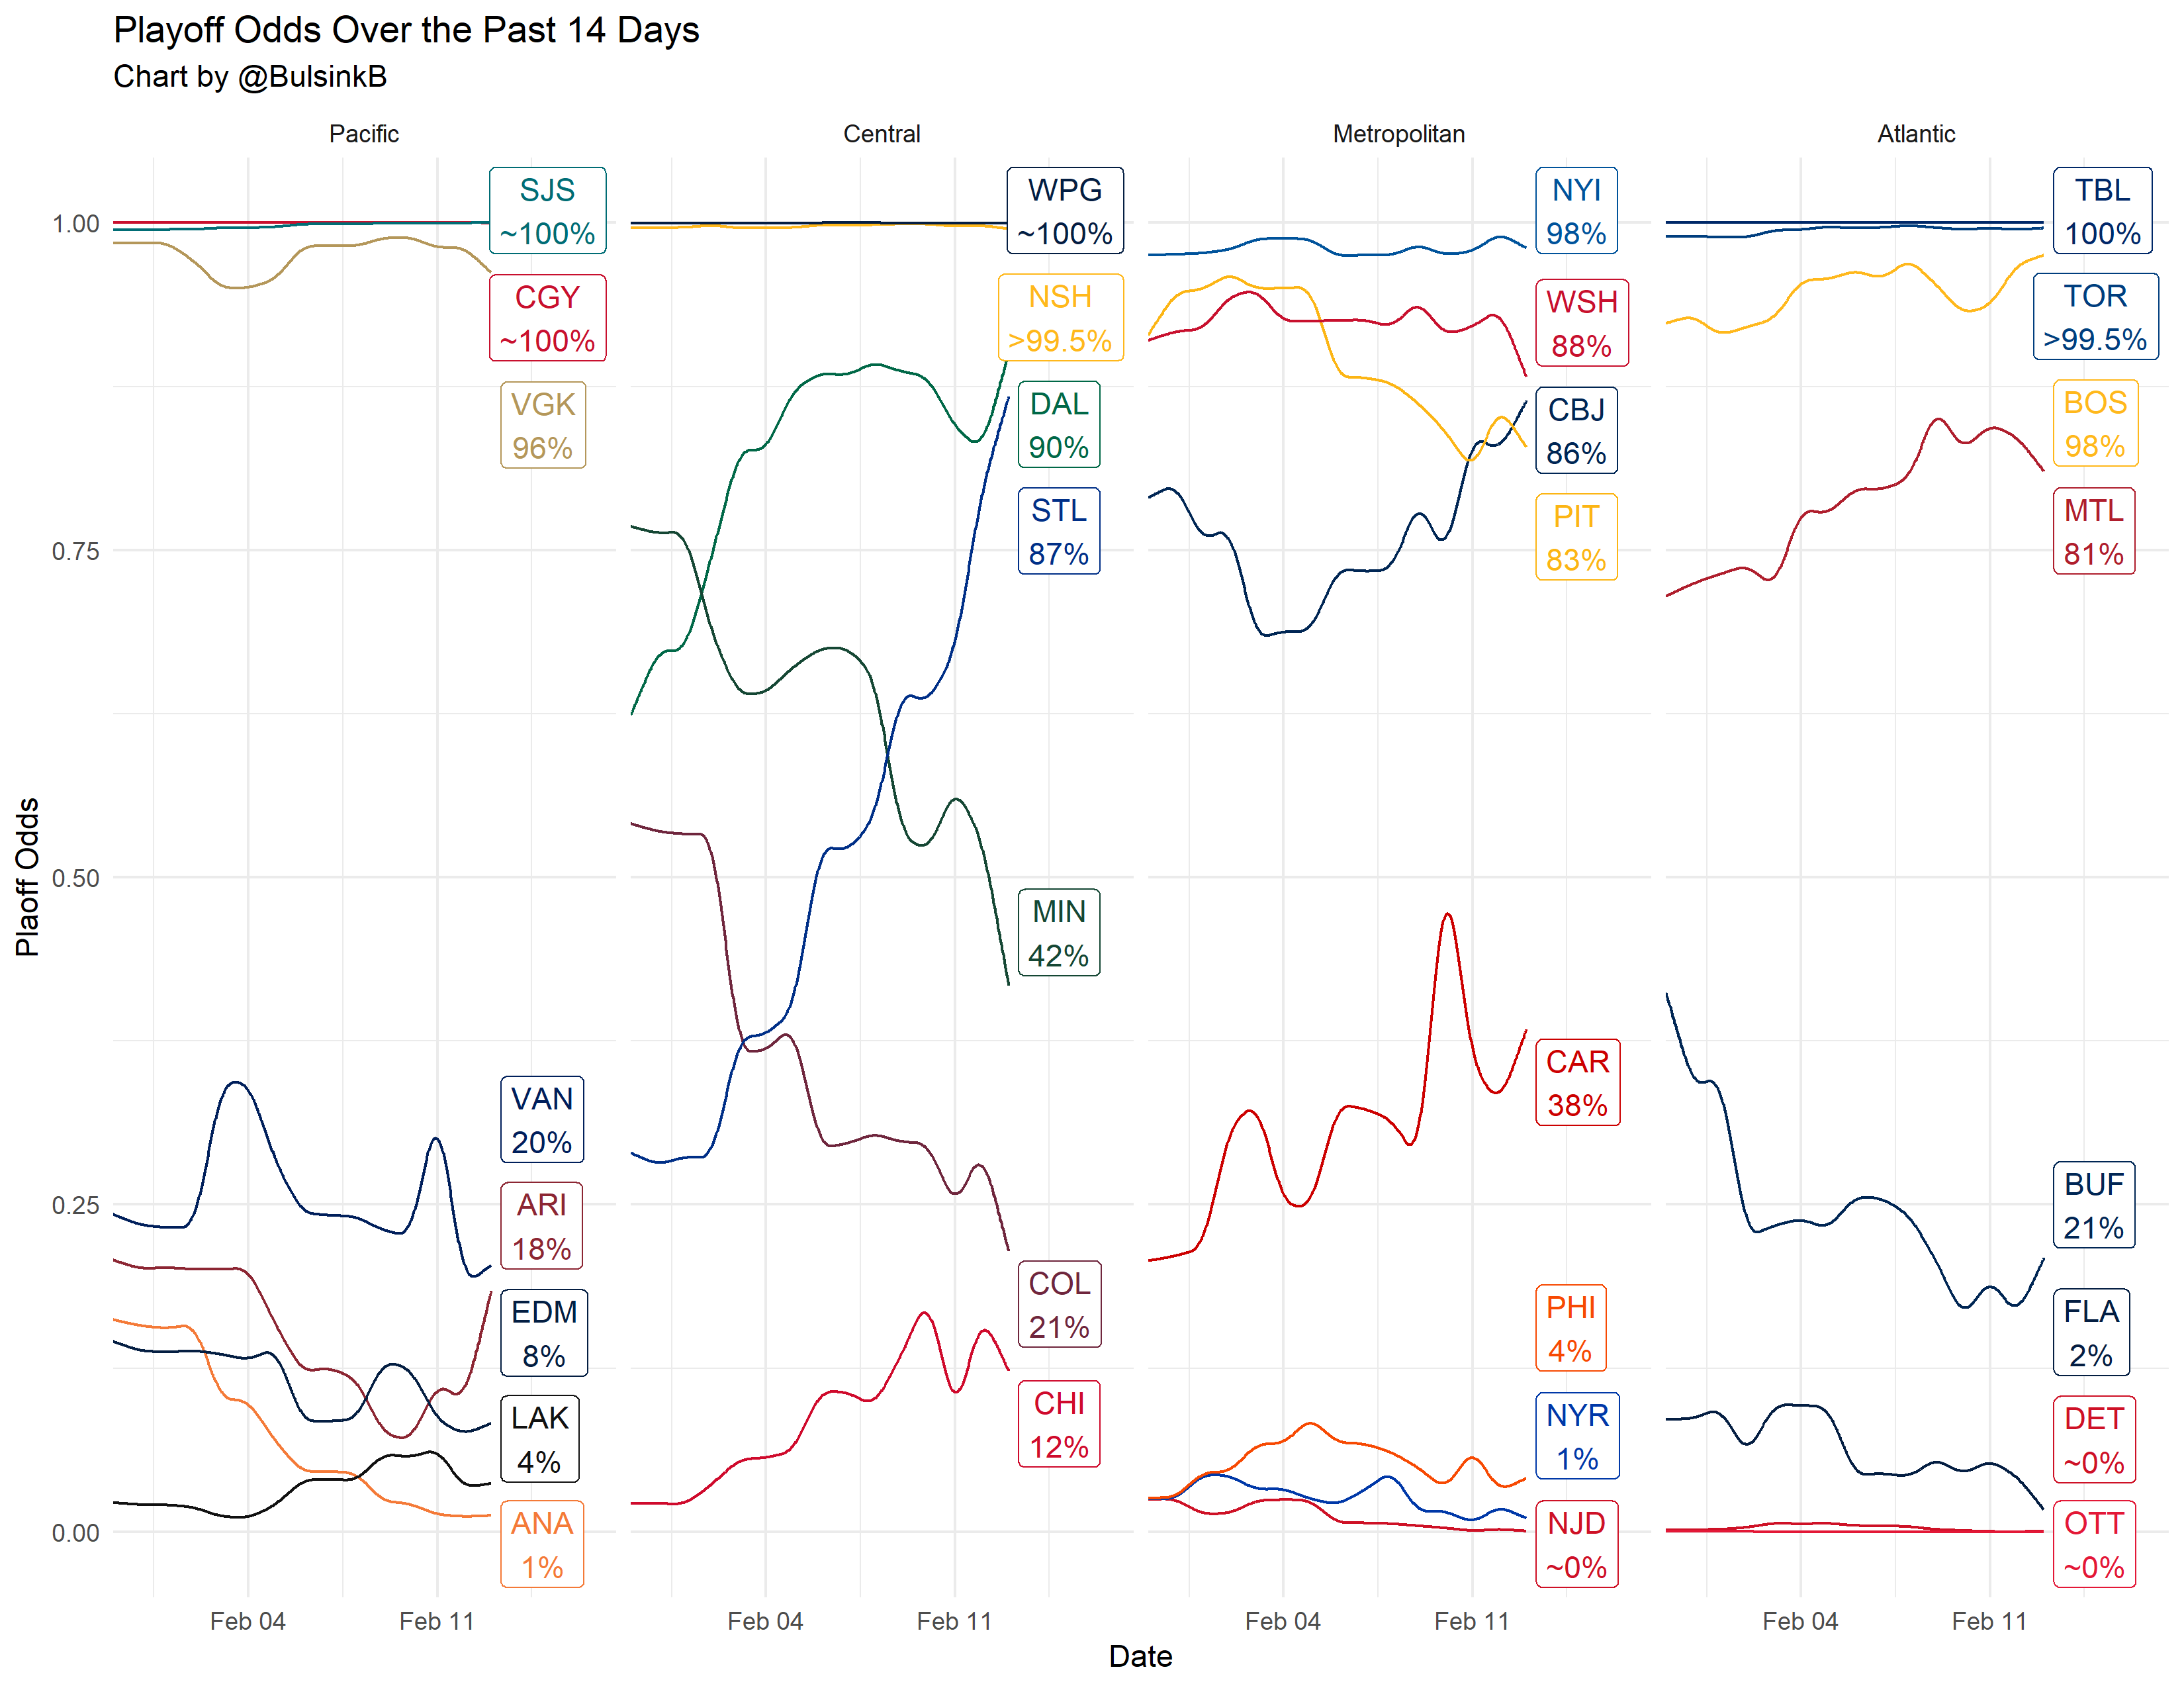 Playoff Odds Over the Past 14 Days
Chart by @BulsinkB
Pacific
Central
Metropolitan
Atlantic
Plaoff Odds
1.00
0.75
0.50
0.25
0.00
SJS
~100%
CGY
~100%
VGK
96%
VAN
20%
ARI
18%
EDM
8%
LAK
4%
ANA
1%
WPG
~100%
NSH
>99.5%
DAL
90%
STL
87%
MIN
42%
COL
21%
CHI
12%
NYI
98%
WSH
88%
CBJ
86%
PIT
83%
CAR
38%
PHI
4%
NYR
1%
NJD
~0%
TBL
100%
TOR
>99.5%
BOS
98%
MTL
81%
BUF
21%
FLA
2%
DET
~0%
OTT
~0%
Feb 04
Feb 11
Feb 04
Feb 11
Feb 04
Feb 11
Feb 04
Feb 11
Date